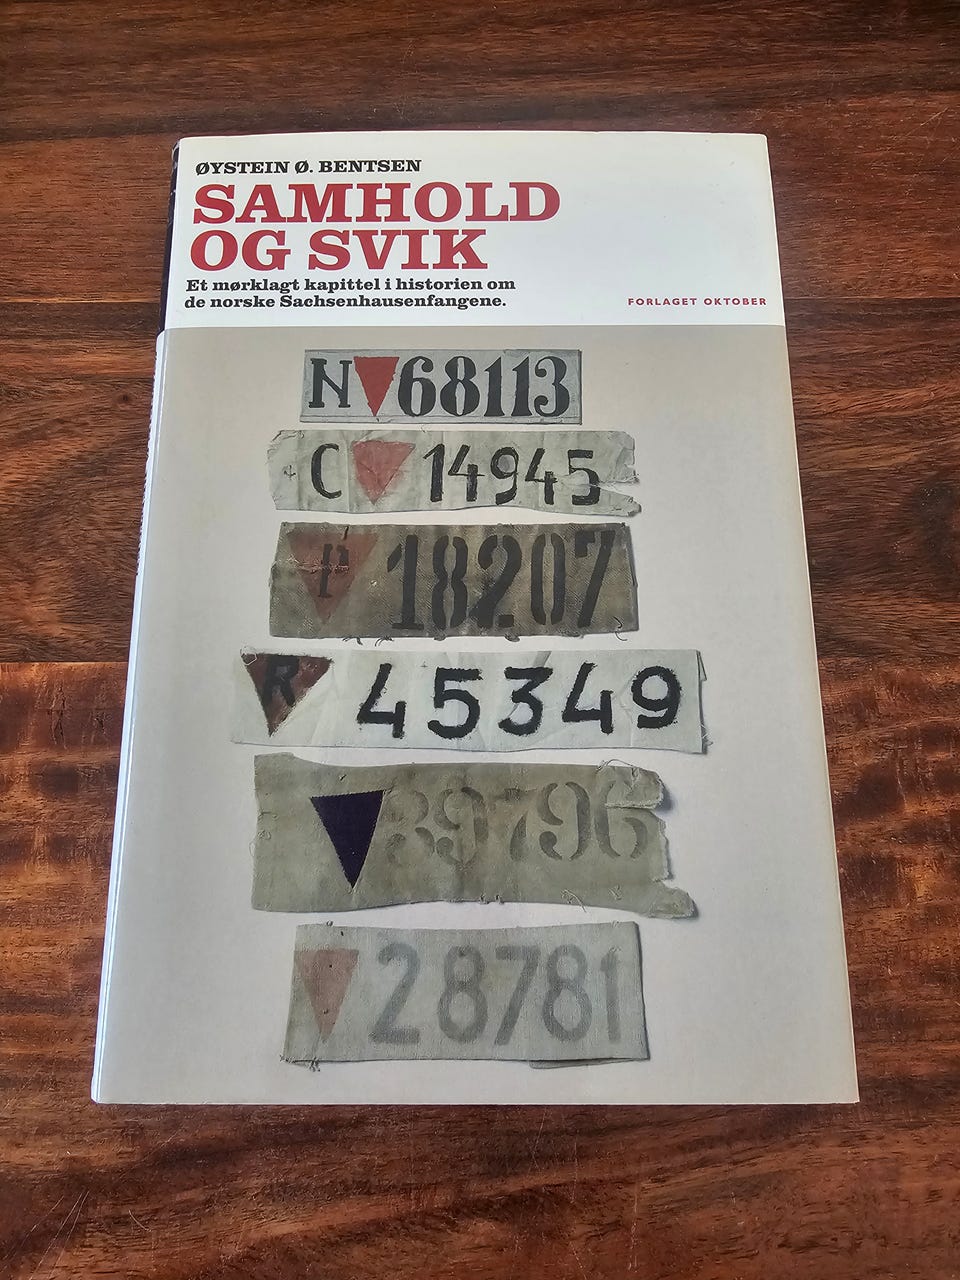 ØYSTEIN Ø. BENTSEN
SAMHOLD
OG SVIK
Et mørklagt kapittel i historien om
de norske Sachsenhausenfangene.
FORLAGET OKTOBER
N 68113
C 14945
P 18207
R 45349
39796
28781